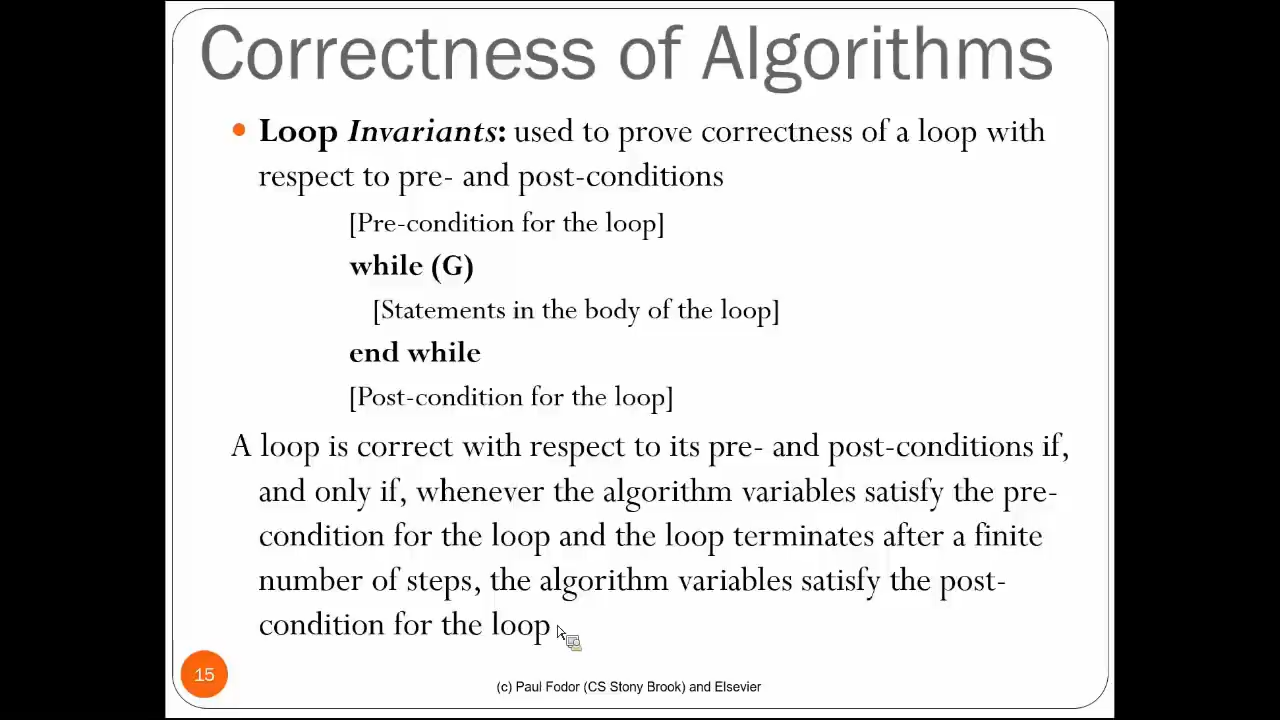 Correctness of Algorithms
• Loop Invariants: used to prove correctness of a loop with
respect to pre- and post-conditions
[Pre-condition for the loop]
while (G)
[Statements in the body of the loop]
end while
[Post-condition for the loop]
A loop is correct with respect to its pre- and post-conditions if,
and only if, whenever the algorithm variables satisfy the pre-
condition for the loop and the loop terminates after a finite
number of steps, the algorithm variables satisfy the post-
condition for the loop
15
(c) Paul Fodor (CS Stony Brook) and Elsevier